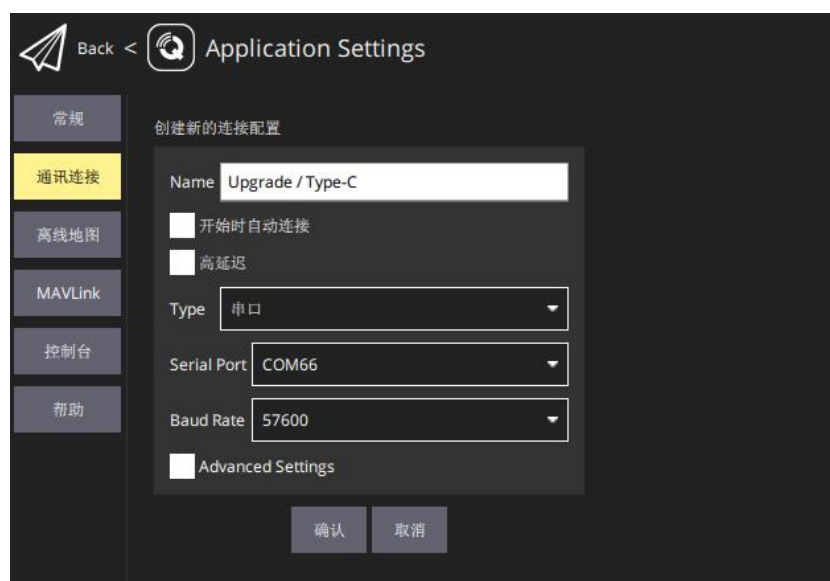 Back < Application Settings
常规
通讯连接
离线地图
MAVLink
控制台
帮助
创建新的连接配置
Name Upgrade / Type-C
开始时自动连接
高延迟
Type 串口
Serial Port COM66
Baud Rate 57600
Advanced Settings
确认 取消